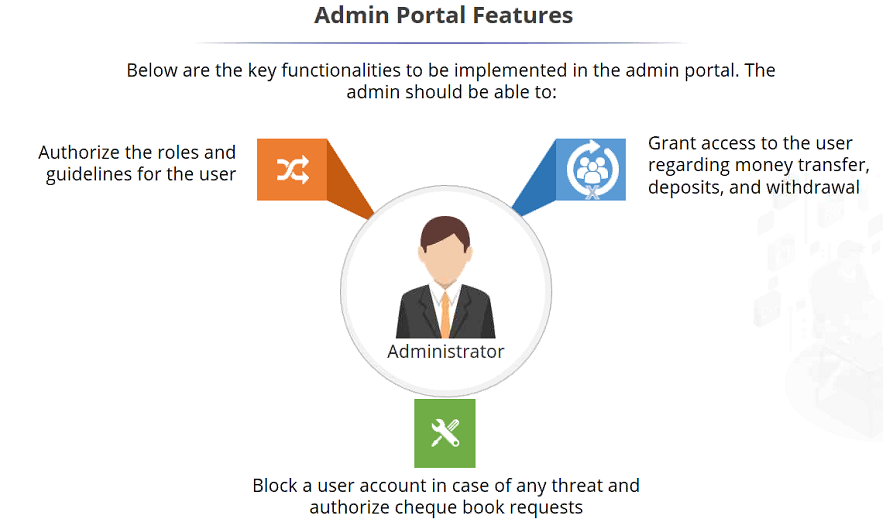 Admin Portal Features
Below are the key functionalities to be implemented in the admin portal. The
admin should be able to:
Authorize the roles and
guidelines for the user
Grant access to the user
regarding money transfer,
deposits, and withdrawal
Administrator
Block a user account in case of any threat and
authorize cheque book requests